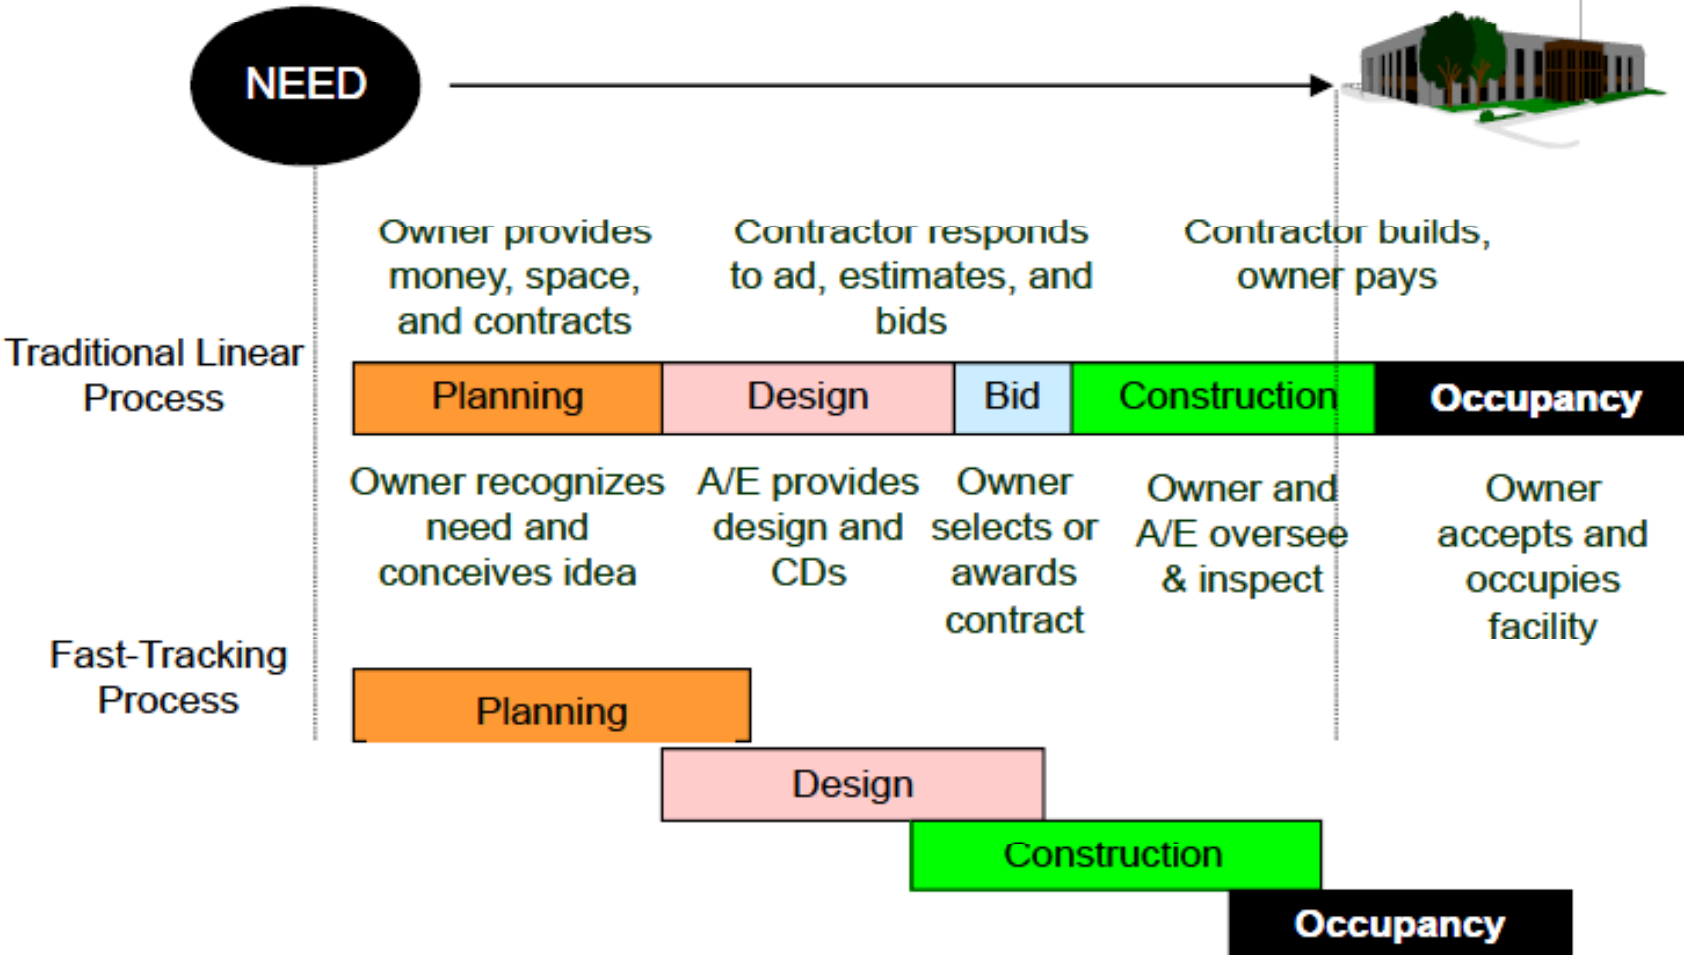 NEED
Owner provides
money, space,
and contracts
Contractor responds
to ad, estimates, and
bids
Contractor builds,
owner pays
Traditional Linear
Process
Planning
Design
Bid
Construction
Occupancy
Owner recognizes
need and
conceives idea
A/E provides
design and
CDs
Owner
selects or
awards
contract
Owner and
A/E oversee
& inspect
Owner
accepts and
occupies
facility
Fast-Tracking
Process
Planning
Design
Construction
Occupancy